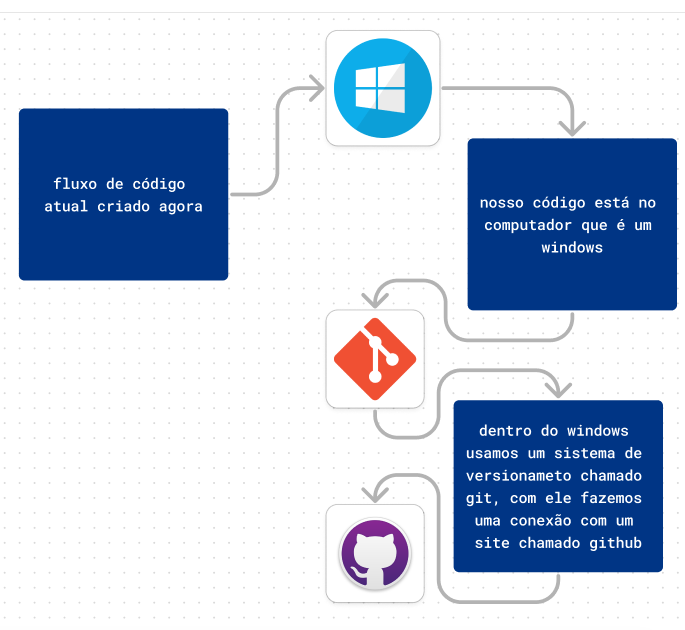 fluxo de código
atual criado agora
nosso código está no
computador que é um
windows
dentro do windows
usamos um sistema de
versionameto chamado
git, com ele fazemos
uma conexão com um
site chamado github